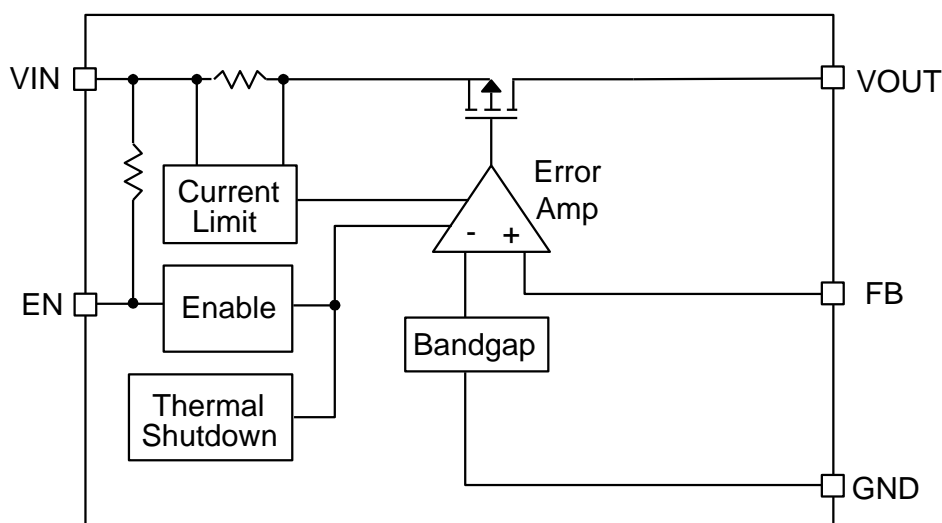 VIN
VOUT
Current
Limit
Error
Amp
- +
EN
Enable
FB
Bandgap
Thermal
Shutdown
GND